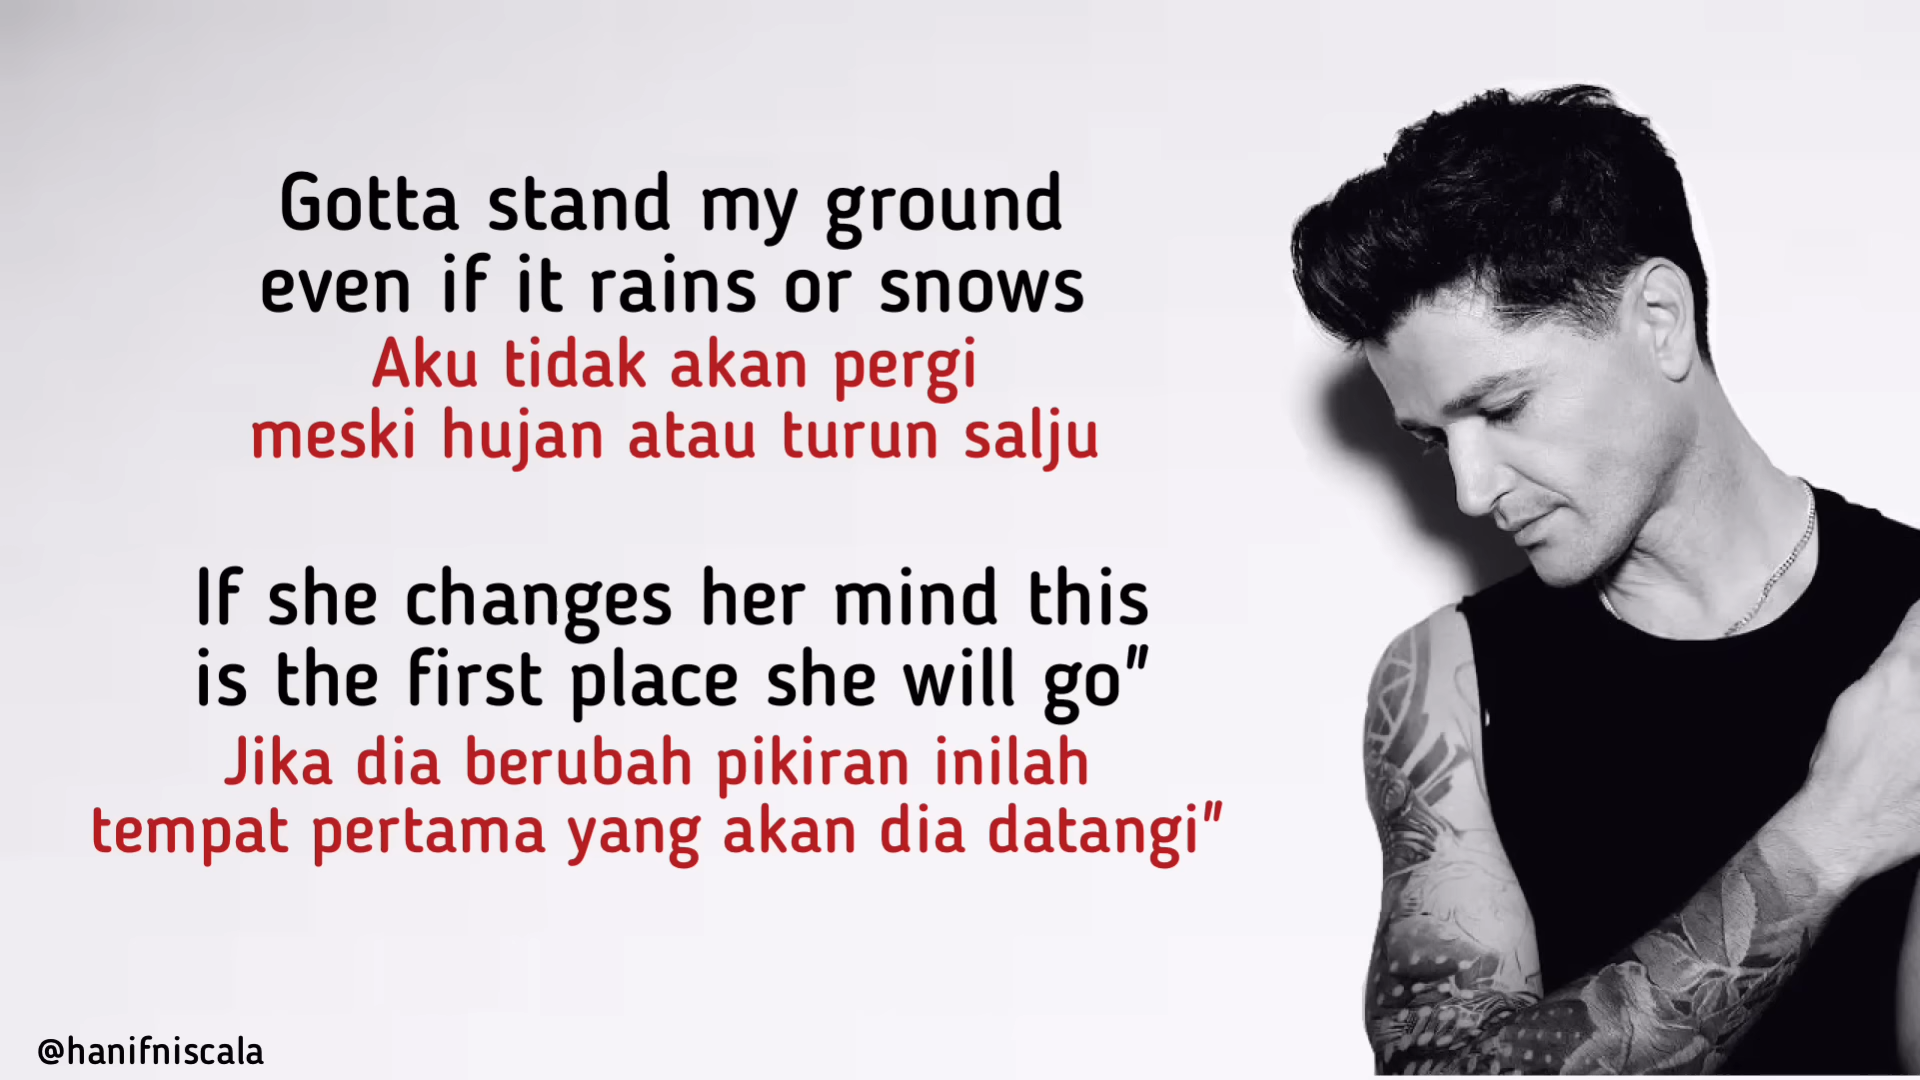 Gotta stand my ground
even if it rains or snows
Aku tidak akan pergi
meski hujan atau turun salju
If she changes her mind this
is the first place she will go"
Jika dia berubah pikiran inilah
tempat pertama yang akan dia datangi"
@hanifniscala